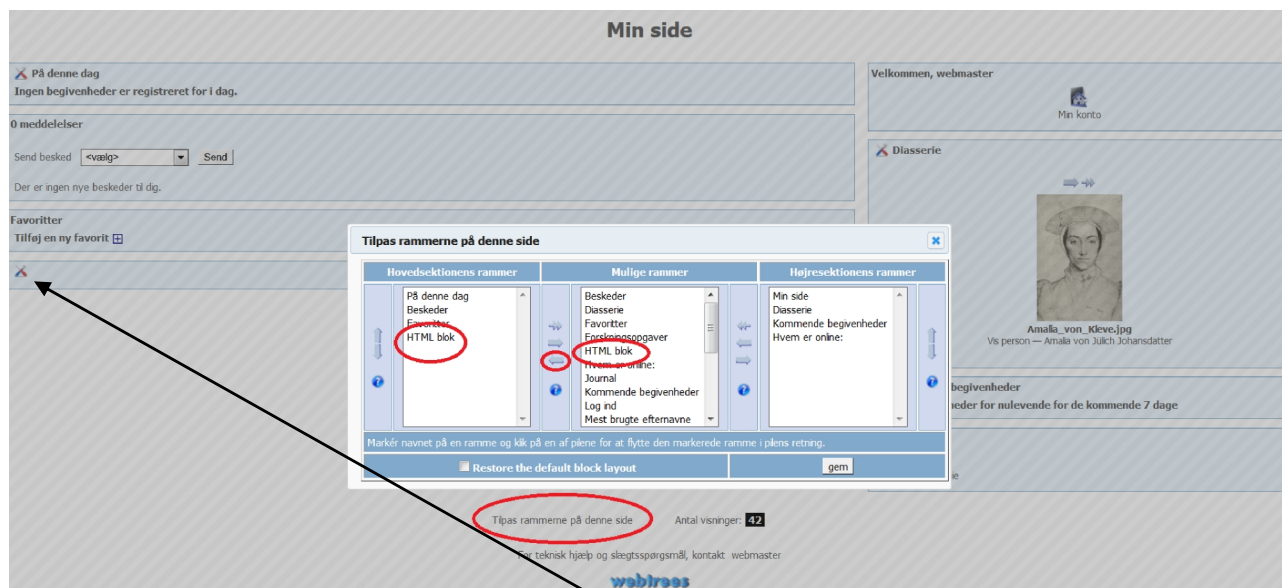 Min side
På denne dag
Ingen begivenheder er registreret for i dag.
0 meddelelser
Send besked <vælg> Send
Der er ingen nye beskeder til dig.
Favoritter
Tilføj en ny favorit
Velkommen, webmaster
Min konto
Diasserie
Amalia_von_Kleve.jpg
Vis person — Amalia von Jülich Johansdatter
begivenheder
eder for nulevende for de kommende 7 dage
ie
Tilpas rammerne på denne side
Hovedsektionens rammer
På denne dag
Beskeder
Favoritter
HTML blok
Mulige rammer
Beskeder
Diasserie
Favoritter
Forskningsopgaver
HTML blok
Hvem er online:
Journal
Kommende begivenheder
Log ind
Mest brugte efternavne
Højresektionens rammer
Min side
Diasserie
Kommende begivenheder
Hvem er online:
Markér navnet på en ramme og klik på en af pilene for at flytte den markerede ramme i pilens retning.
Restore the default block layout
gem
Tilpas rammerne på denne side Antal visninger: 42
For teknisk hjælp og slægtsspørgsmål, kontakt webmaster
webtrees